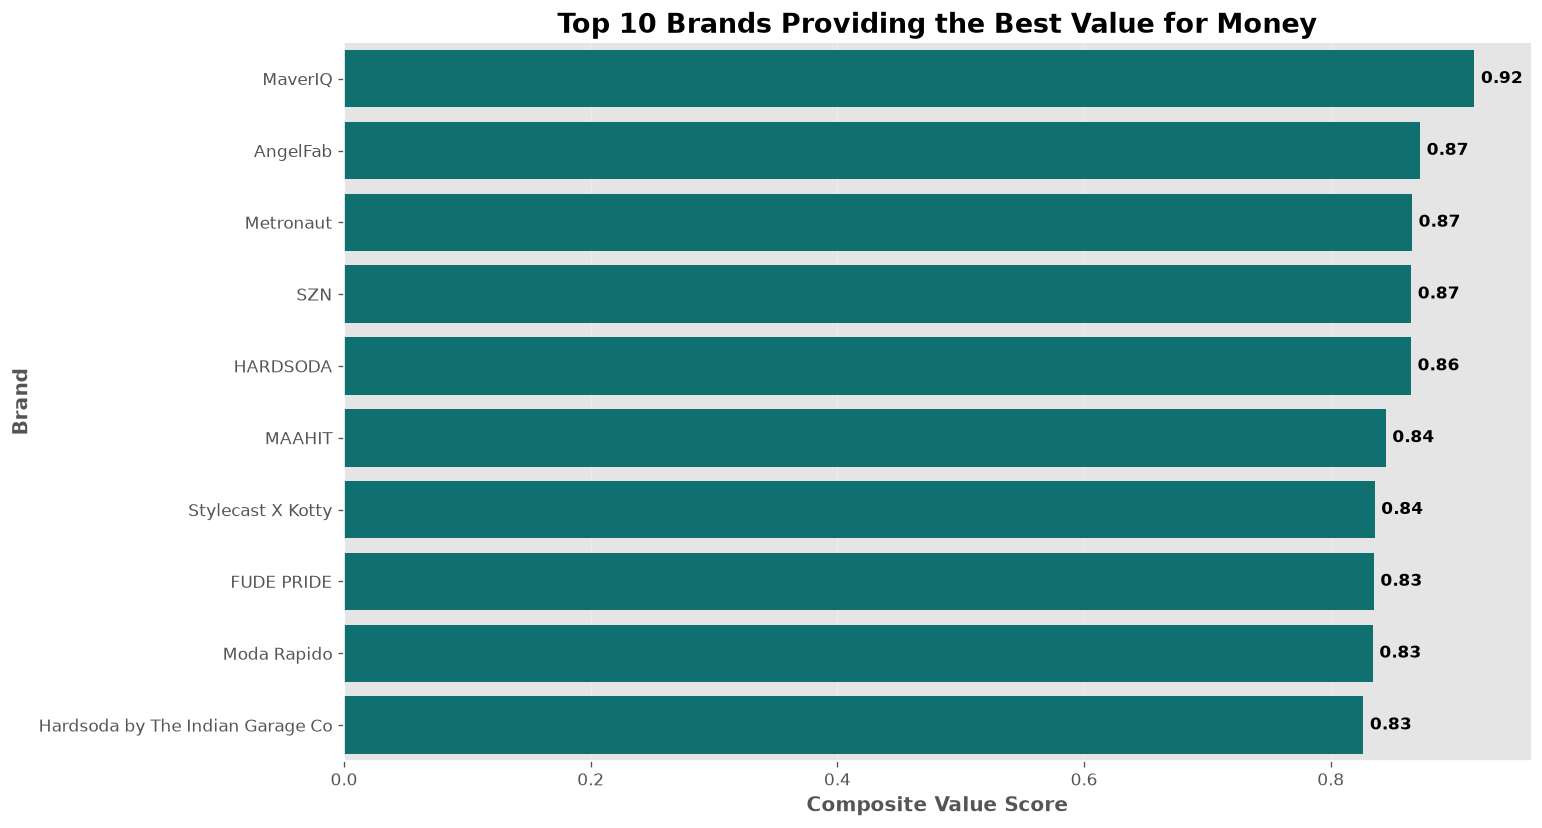 Top 10 Brands Providing the Best Value for Money
Brand
MaverIQ 0.92
AngelFab 0.87
Metronaut 0.87
SZN 0.87
HARDSODA 0.86
MAAHIT 0.84
Stylecast X Kotty 0.84
FUDE PRIDE 0.83
Moda Rapido 0.83
Hardsoda by The Indian Garage Co 0.83
0.0 0.2 0.4 0.6 0.8
Composite Value Score